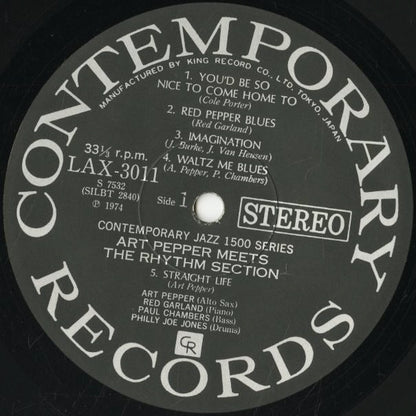 CONTEMPORARY
MANUFACTURED BY KING RECORD CO., LTD, TOKYO, JAPAN
1. YOU'D BE SO
NICE TO COME HOME TO
(Cole Porter)
2. RED PEPPER BLUES
(Red Garland)
3. IMAGINATION
(J. Burke, J. Van Heusen)
33⅓ r.p.m.
4. WALTZ ME BLUES
(A. Pepper, P. Chambers)
LAX-3011
S 7532
(SILBT 2840)
℗ 1974
Side 1
STEREO
CONTEMPORARY JAZZ 1500 SERIES
ART PEPPER MEETS
THE RHYTHM SECTION
5. STRAIGHT LIFE
(Art Pepper)
ART PEPPER (Alto Sax)
RED GARLAND (Piano)
PAUL CHAMBERS (Bass)
PHILLY JOE JONES (Drums)
CR
RECORDS